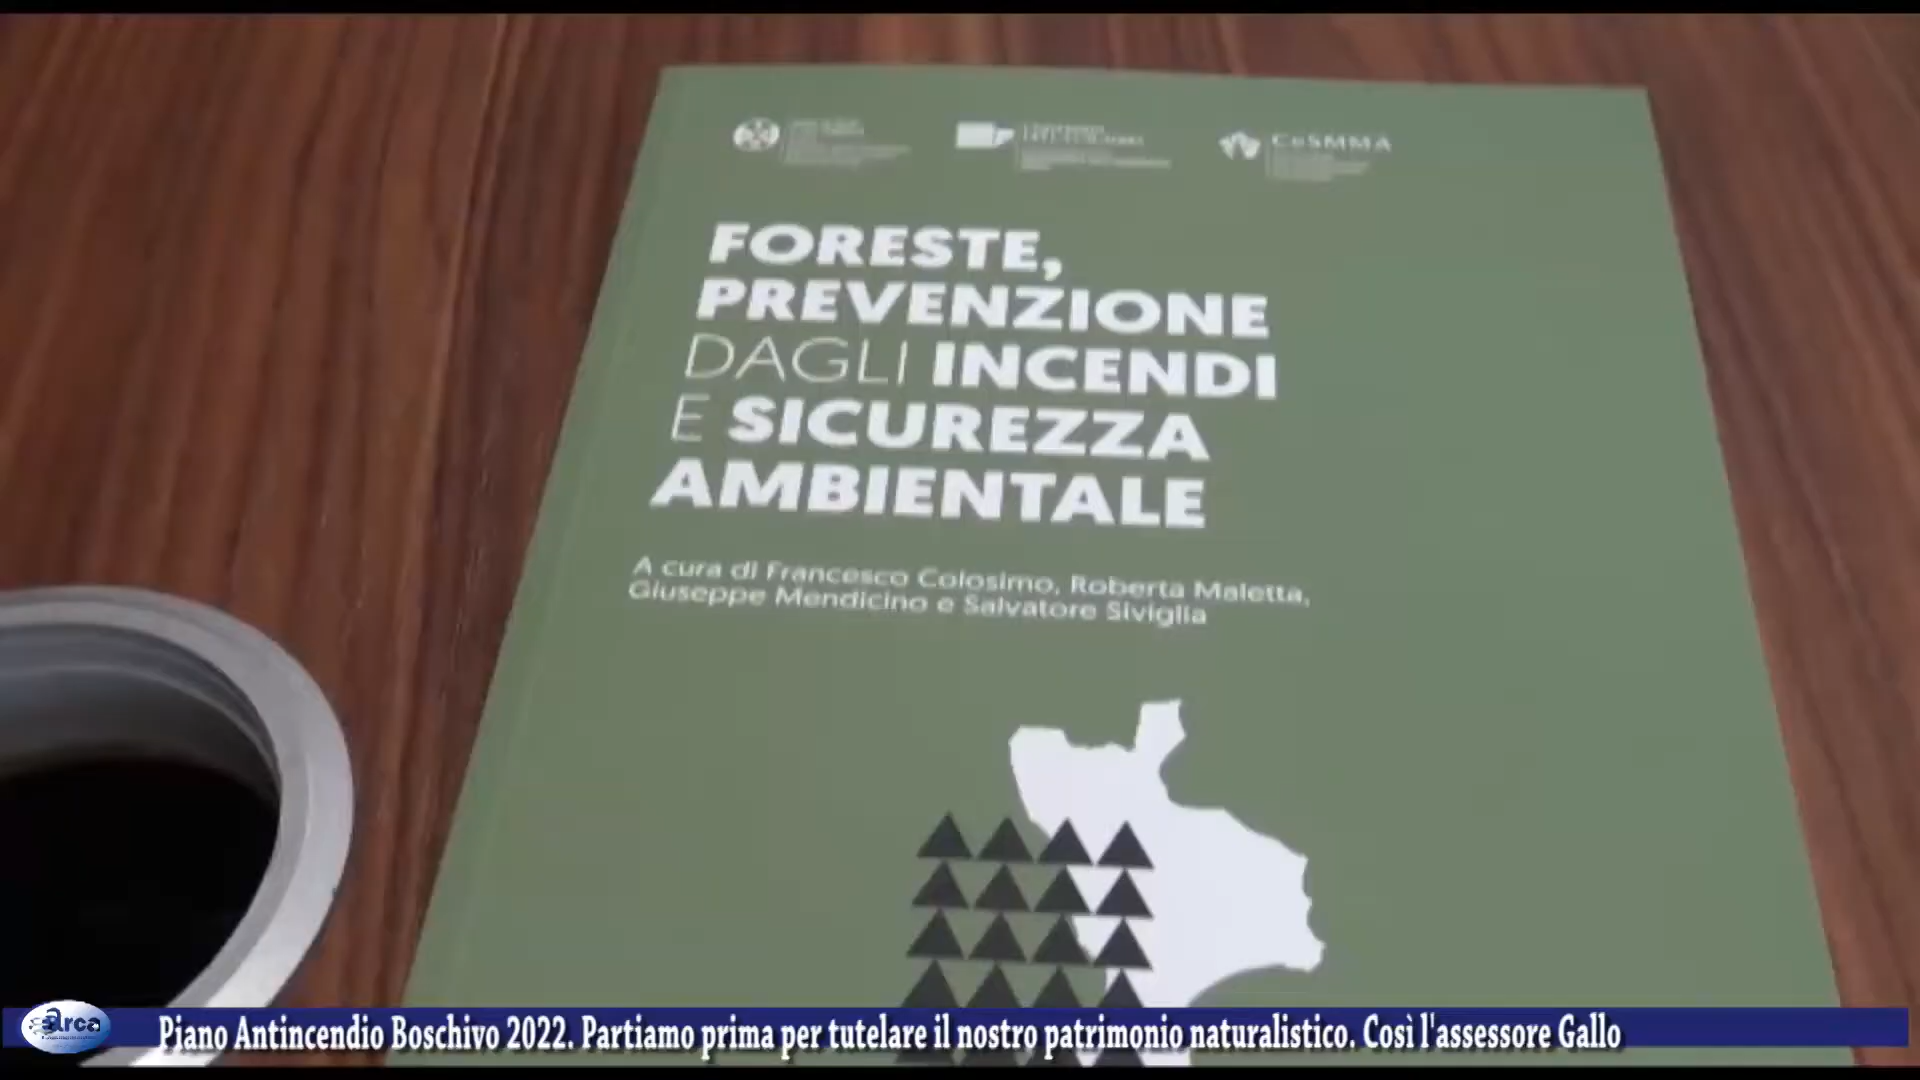 CeSMMA
FORESTE,
PREVENZIONE
DAGLI INCENDI
E SICUREZZA
AMBIENTALE
A cura di Francesco Colosimo, Roberta Maletta,
Giuseppe Mendicino e Salvatore Siviglia
arca
Piano Antincendio Boschivo 2022. Partiamo prima per tutelare il nostro patrimonio naturalistico. Così l'assessore Gallo